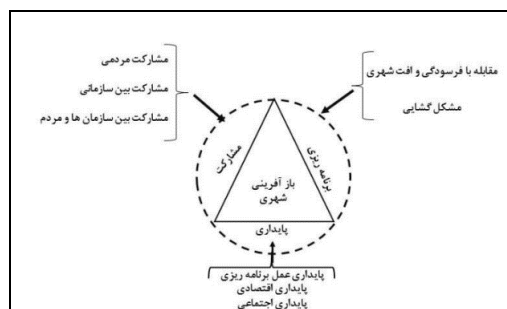 مقابله با فرسودگی و افت شهری
مشکل گشایی
مشارکت مردمی
مشارکت بین سازمانی
مشارکت بین سازمان ها و مردم
برنامه ریزی
مشارکت
باز آفرینی
شهری
پایداری
پایداری عمل برنامه ریزی
پایداری اقتصادی
پایداری اجتماعی